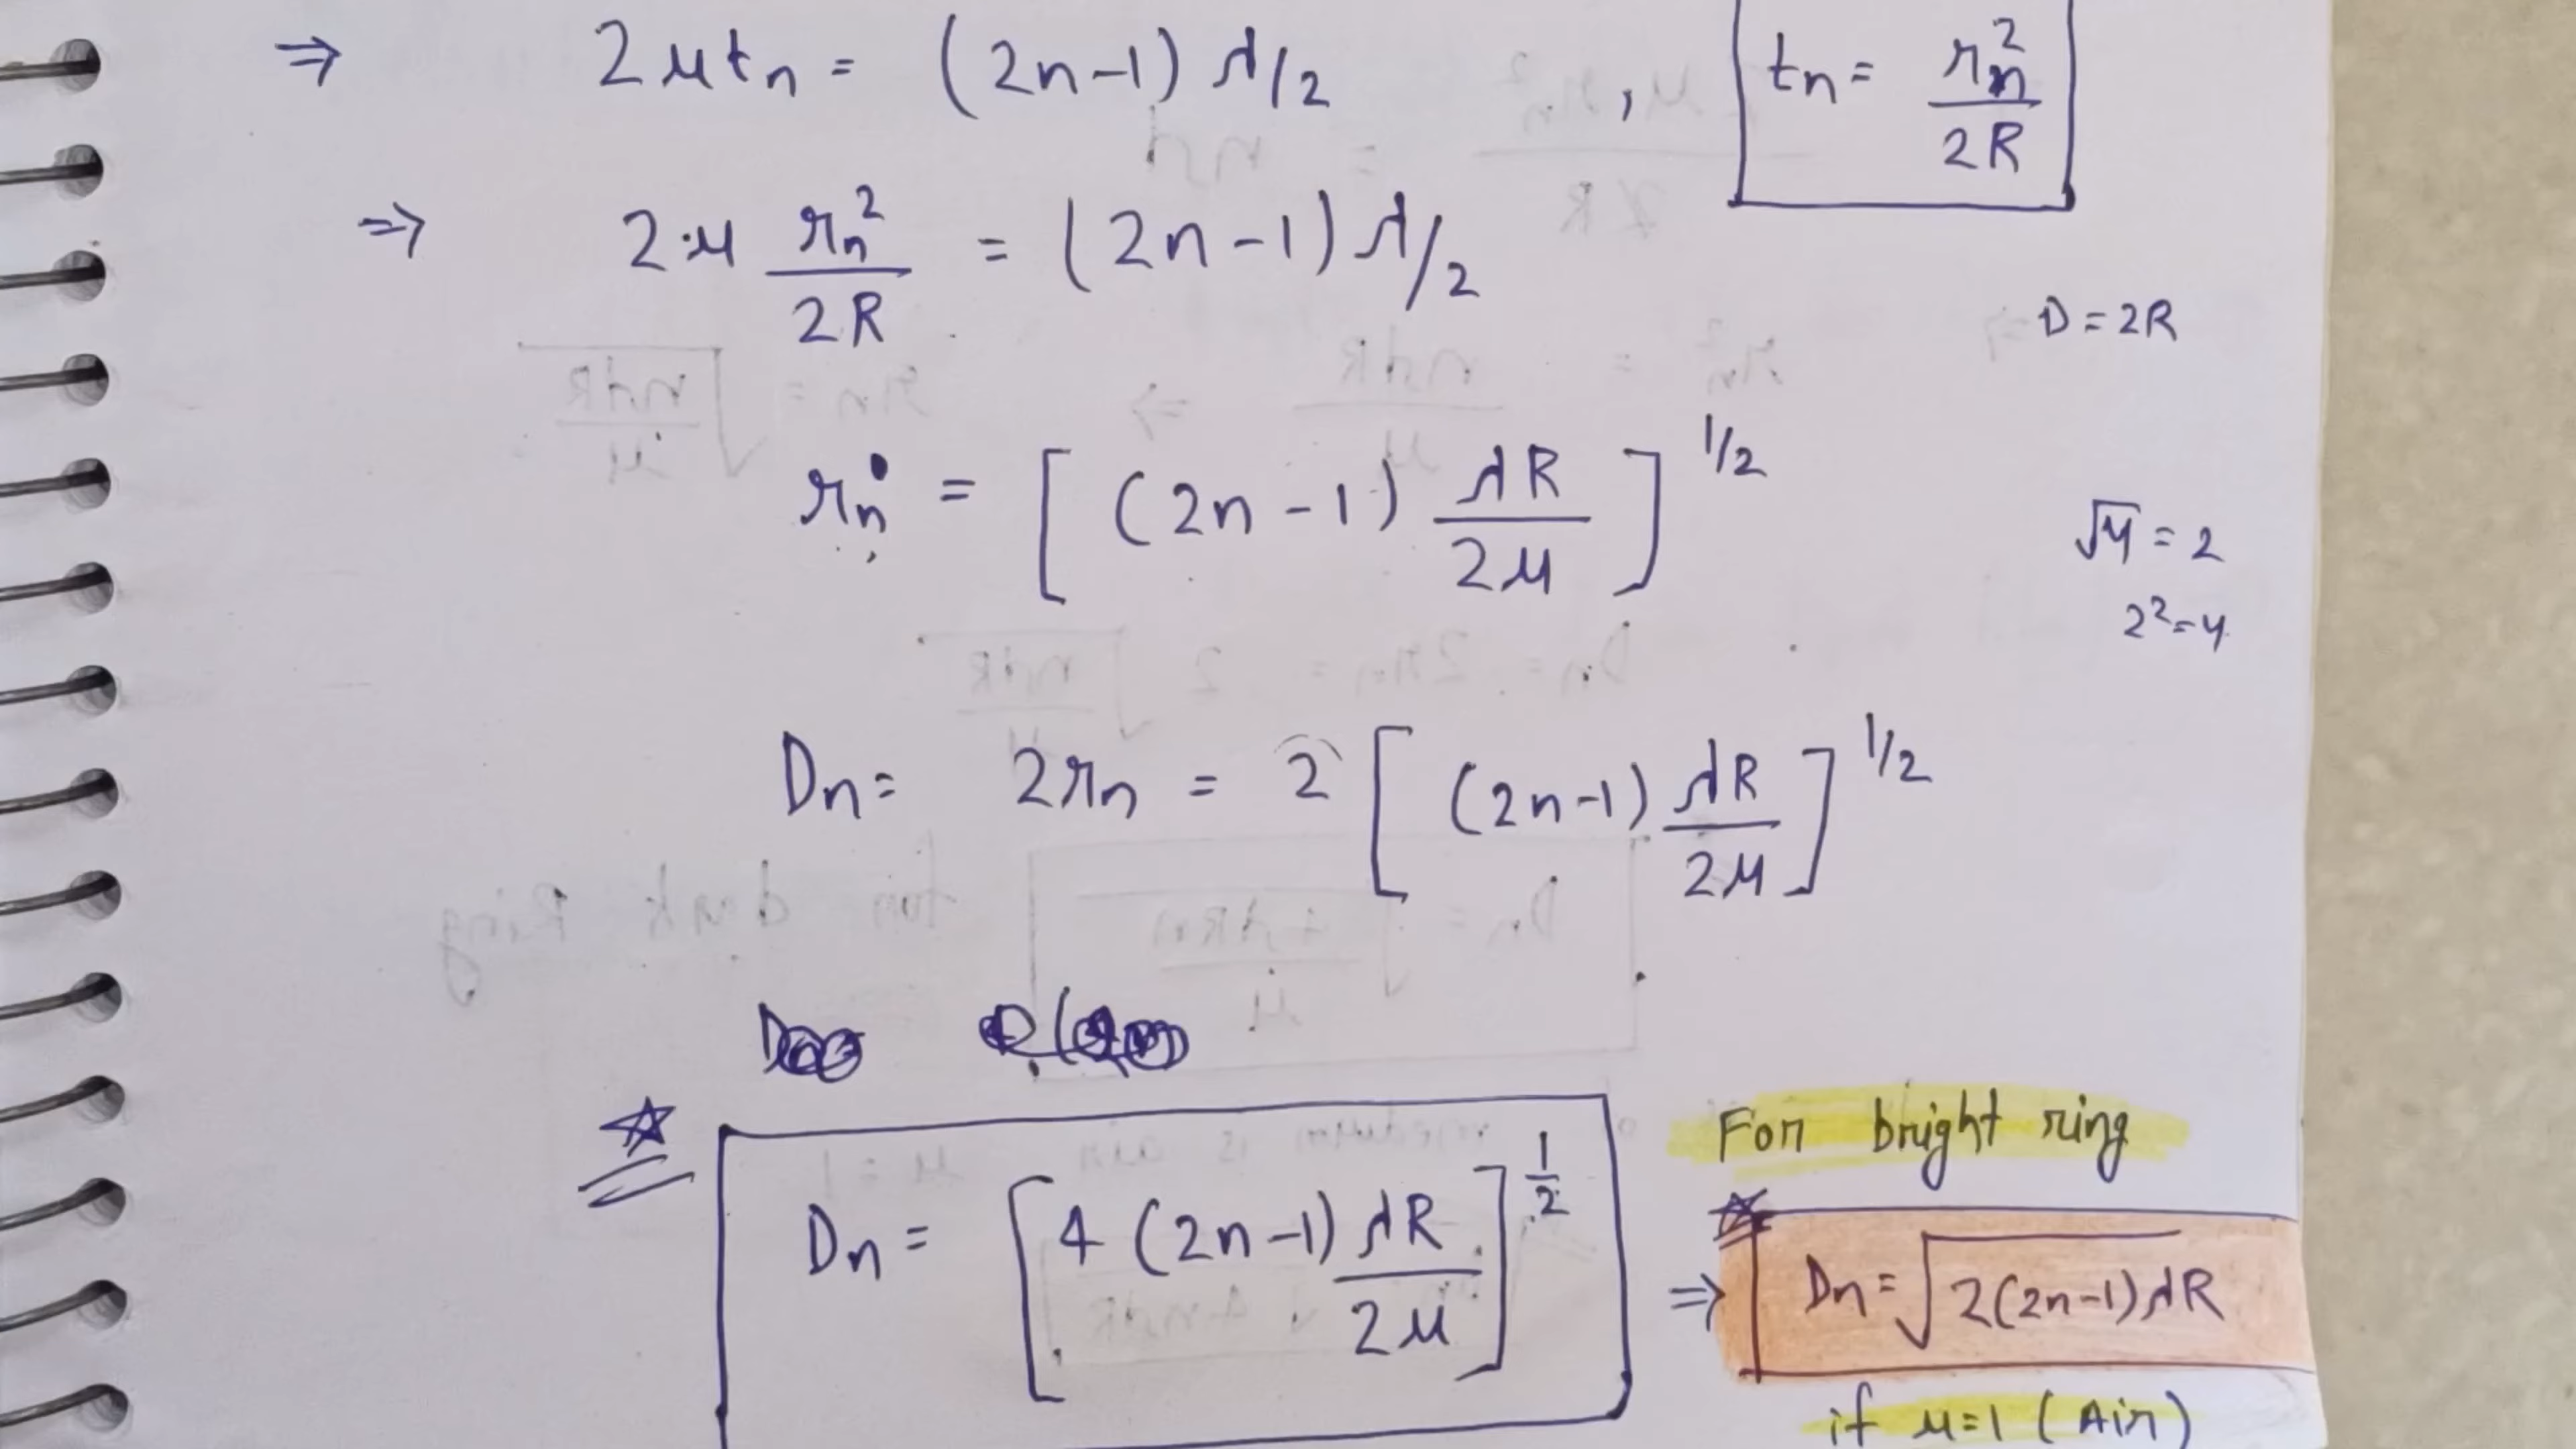 ⇒ 2μtn = (2n-1) λ/2 , tn = rn²/2R
⇒ 2·μ rn²/2R = (2n-1) λ/2
D = 2R
rn = [ (2n-1) λR/2μ ]^1/2
√4 = 2
2² = 4
Dn = 2rn = 2 [ (2n-1) λR/2μ ]^1/2
For bright ring
Dn = [ 4 (2n-1) λR/2μ ]^1/2 ⇒ Dn = √2(2n-1)λR
if μ=1 (Air)